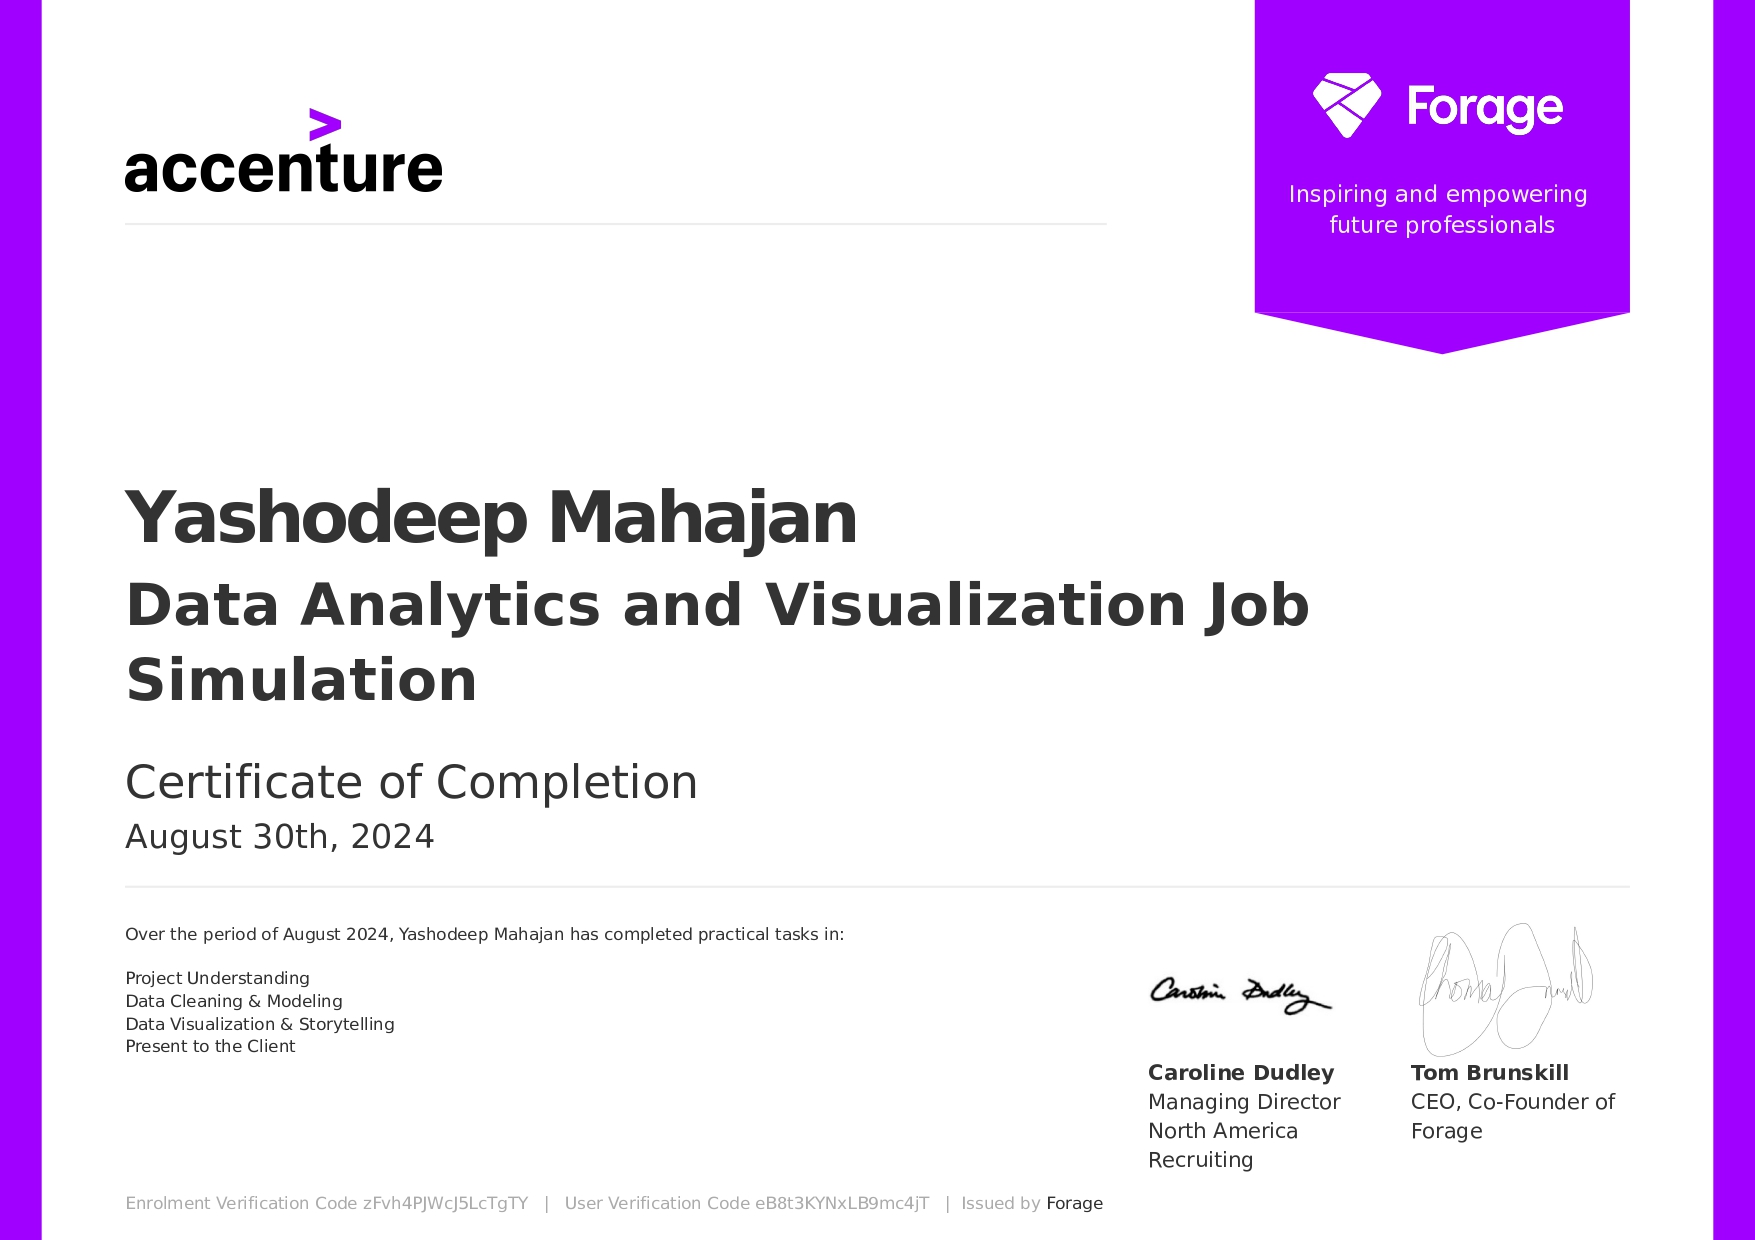 accenture
>
Forage
Inspiring and empowering
future professionals
Yashodeep Mahajan
Data Analytics and Visualization Job
Simulation
Certificate of Completion
August 30th, 2024
Over the period of August 2024, Yashodeep Mahajan has completed practical tasks in:
Project Understanding
Data Cleaning & Modeling
Data Visualization & Storytelling
Present to the Client
Caroline Dudley
Caroline Dudley
Managing Director
North America
Recruiting
Thomas Brunskill
Tom Brunskill
CEO, Co-Founder of
Forage
Enrolment Verification Code zFvh4PJWcJ5LcTgTY | User Verification Code eB8t3KYNxLB9mc4jT | Issued by Forage